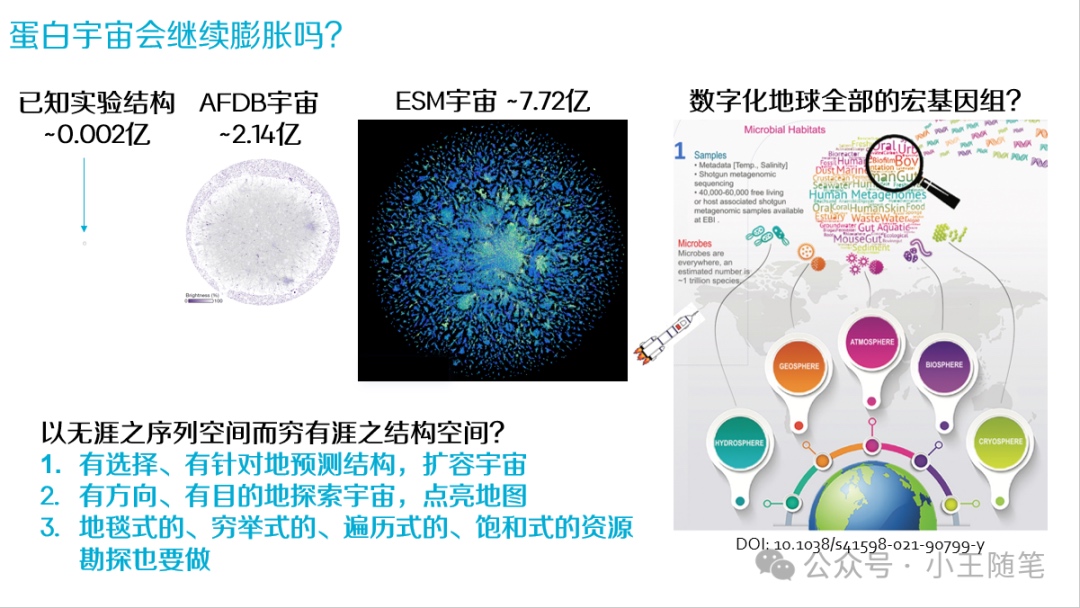 蛋白宇宙会继续膨胀吗？
已知实验结构
~0.002亿
AFDB宇宙
~2.14亿
ESM宇宙 ~7.72亿
数字化地球全部的宏基因组？
Brightness (%)
0
100
Microbial Habitats
1
Samples
• Metadata [Temp., Salinity]
• Shotgun metagenomic
sequencing
• 40,000-60,000 free living
or host associated shotgun
metagenomic samples available
at EBI .
Microbes
Microbes are
everywhere, an
estimated number is
~1 trillion species.
Oral
Urb
Bioreactor
Biofilm
Boy
Dust
Marine
Seawater
Human Metagenomes
Oral
Coral
HumanSkin
Food
Estuary
WasteWater
Groundwater
Gut
Aquatic
MouseGut
Ecological
Sediment
HYDROSPHERE
GEOSPHERE
ATMOSPHERE
BIOSPHERE
CRYOSPHERE
以无涯之序列空间而穷有涯之结构空间？
1. 有选择、有针对地预测结构，扩容宇宙
2. 有方向、有目的地探索宇宙，点亮地图
3. 地毯式的、穷举式的、遍历式的、饱和式的资源
勘探也要做
DOI: 10.1038/s41598-021-90799-y
公众号 · 小王随笔